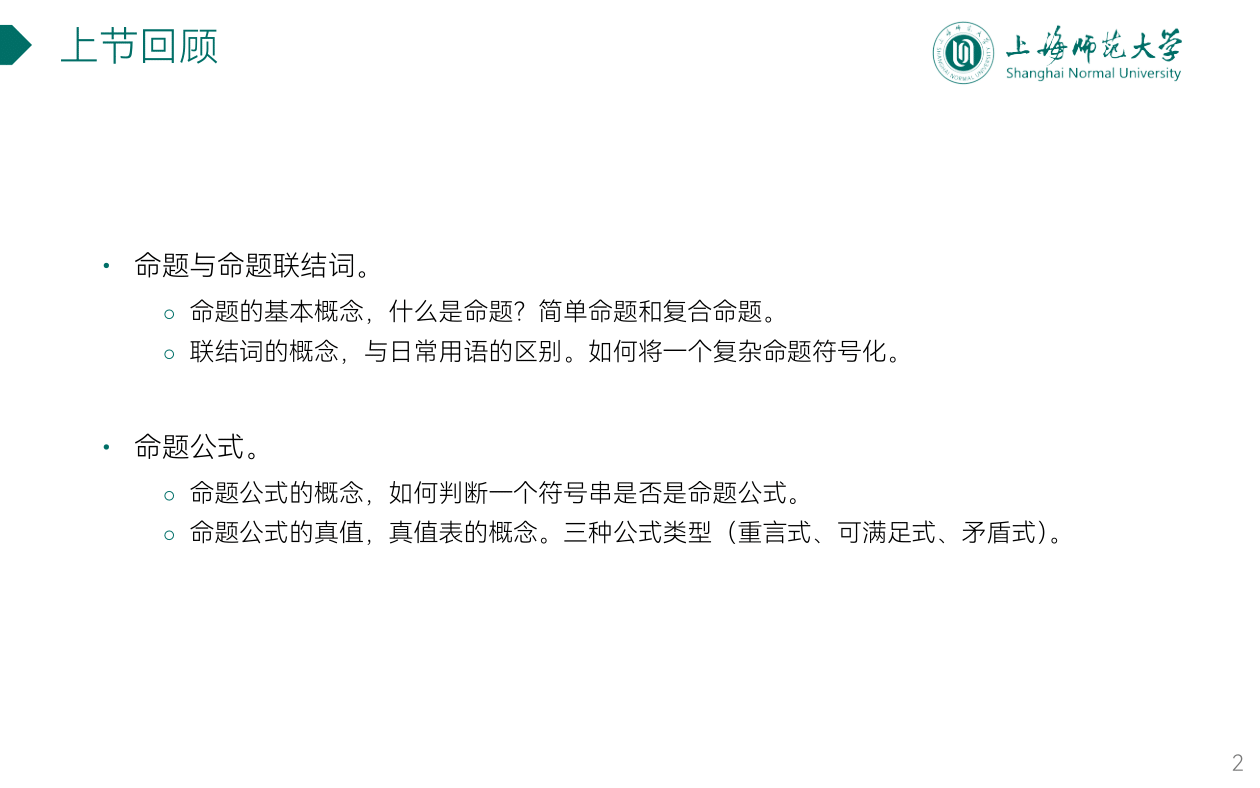 上节回顾
上海师范大学
Shanghai Normal University
• 命题与命题联结词。
○ 命题的基本概念，什么是命题？简单命题和复合命题。
○ 联结词的概念，与日常用语的区别。如何将一个复杂命题符号化。
• 命题公式。
○ 命题公式的概念，如何判断一个符号串是否是命题公式。
○ 命题公式的真值，真值表的概念。三种公式类型（重言式、可满足式、矛盾式）。
2